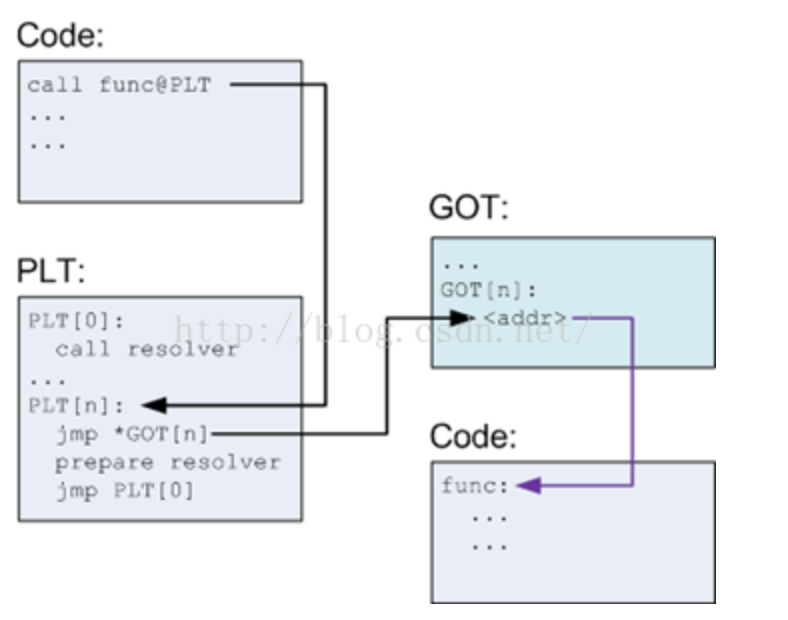 Code:
call func@PLT
...
...
PLT:
PLT[0]:
call resolver
...
PLT[n]:
jmp *GOT[n]
prepare resolver
jmp PLT[0]
GOT:
...
GOT[n]:
<addr>
Code:
func:
...
...
http://blog.csdn.net/